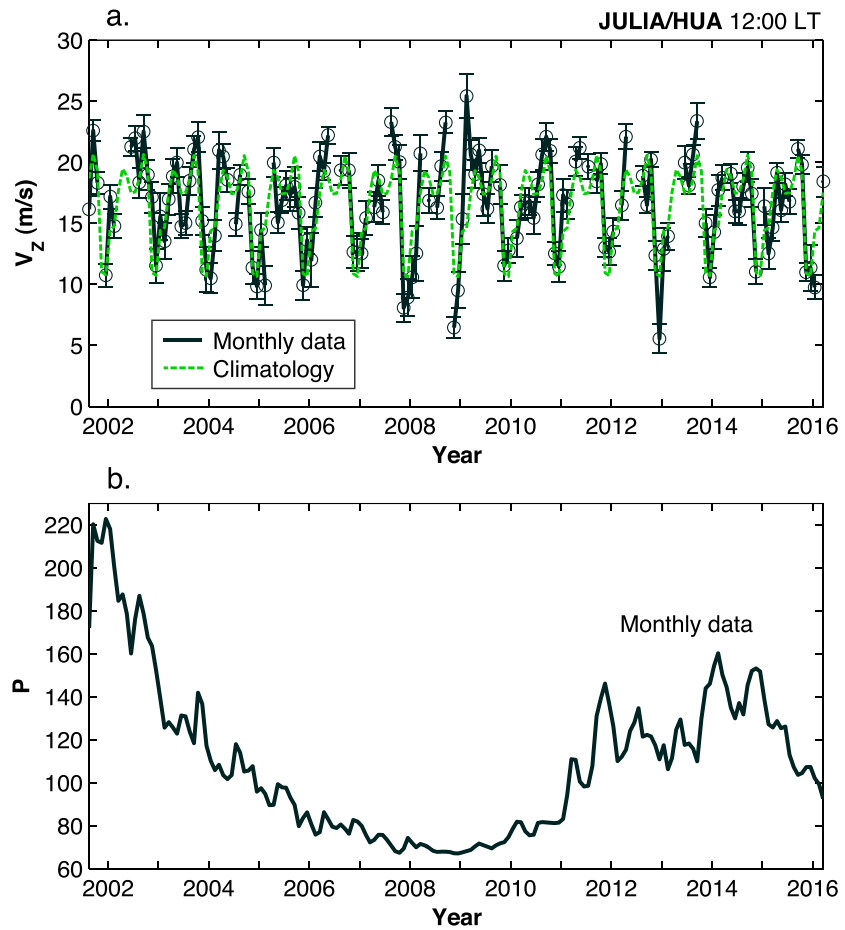 a.
JULIA/HUA 12:00 LT
30
25
20
15
10
5
0
V_Z (m/s)
Monthly data
Climatology
2002 2004 2006 2008 2010 2012 2014 2016
Year
b.
220
200
180
160
140
120
100
80
60
P
Monthly data
2002 2004 2006 2008 2010 2012 2014 2016
Year